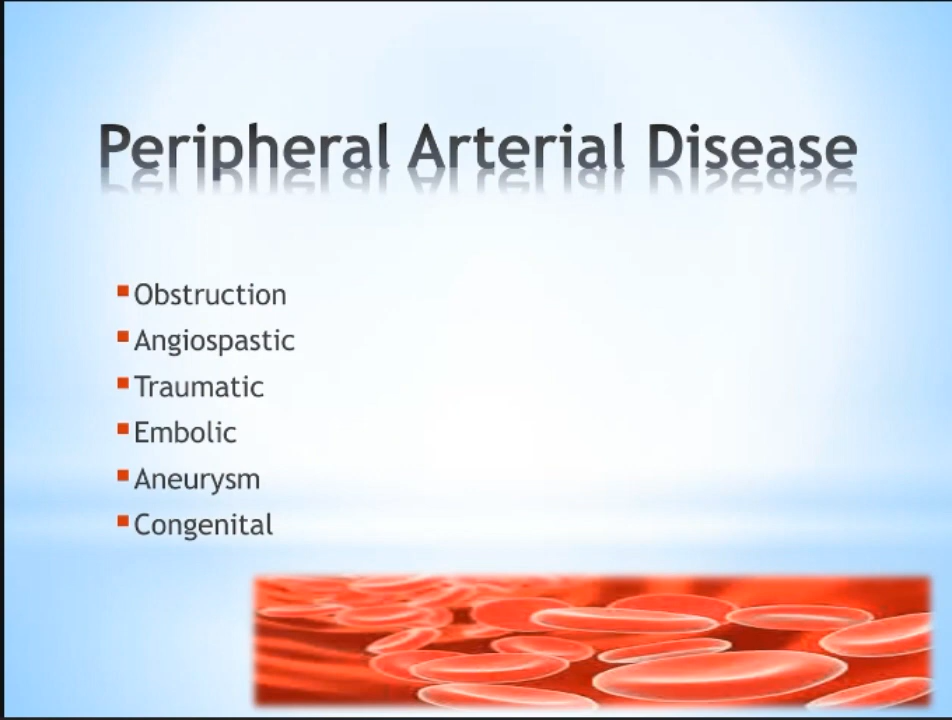 Peripheral Arterial Disease
Obstruction
Angiospastic
Traumatic
Embolic
Aneurysm
Congenital